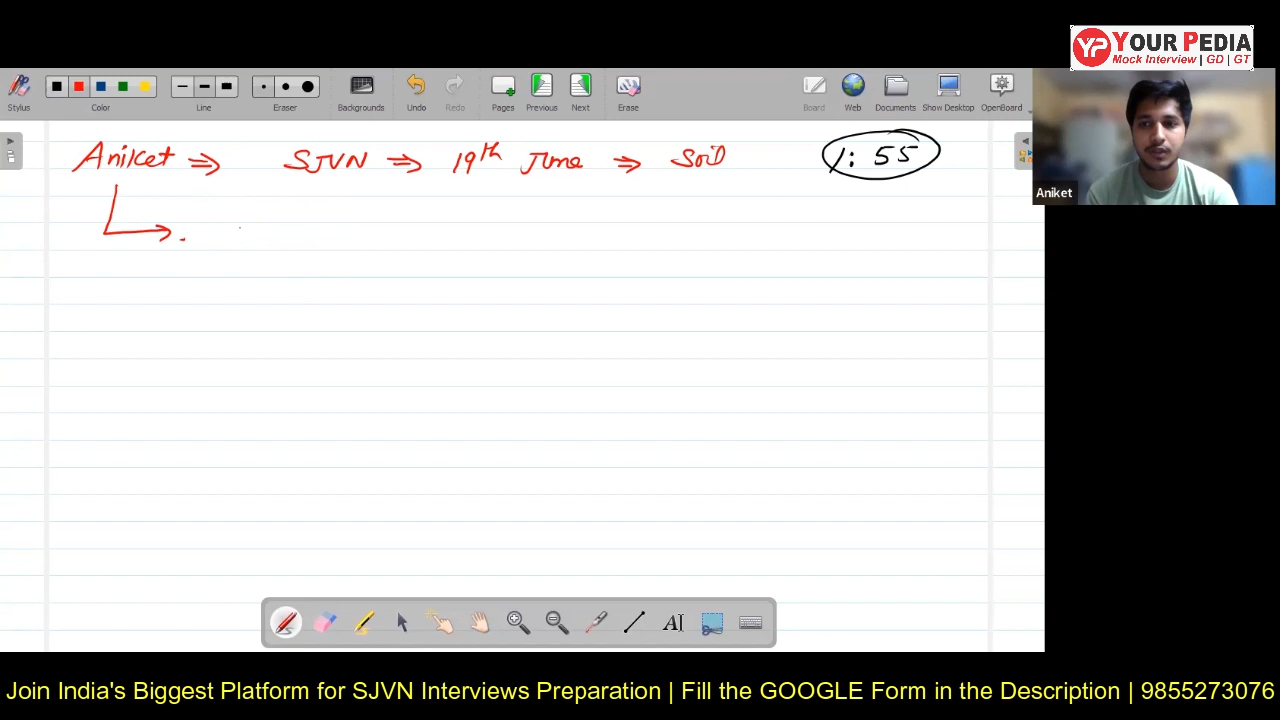 YOUR PEDIA
YP
Mock Interview | GD | GT
Stylus Color Line Eraser Backgrounds Undo Redo Pages Previous Next Erase Board Web Documents Show Desktop OpenBoard
Aniket ⇒ SJVN ⇒ 19th June ⇒ Soil
1:55
Aniket
Join India's Biggest Platform for SJVN Interviews Preparation | Fill the GOOGLE Form in the Description | 9855273076